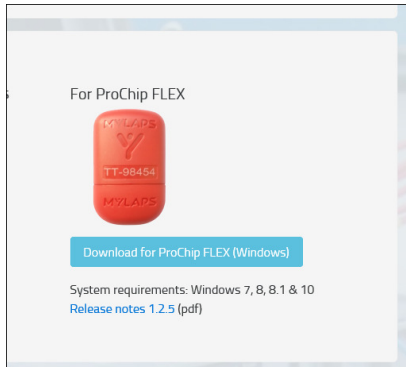 For ProChip FLEX
MYLAPS
TT-98454
MYLAPS
Download for ProChip FLEX (Windows)
System requirements: Windows 7, 8, 8.1 & 10
Release notes 1.2.5 (pdf)